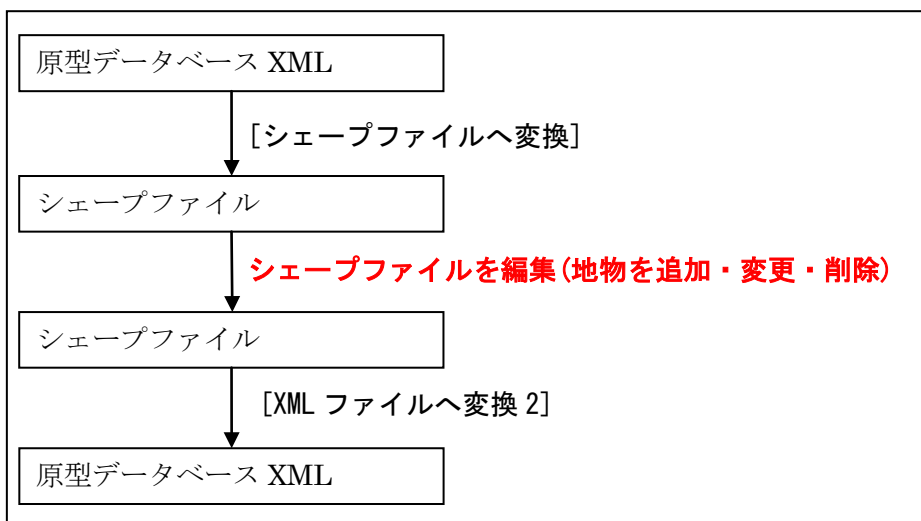 原型データベース XML
[シェープファイルへ変換]
シェープファイル
シェープファイルを編集(地物を追加・変更・削除)
シェープファイル
[XML ファイルへ変換 2]
原型データベース XML